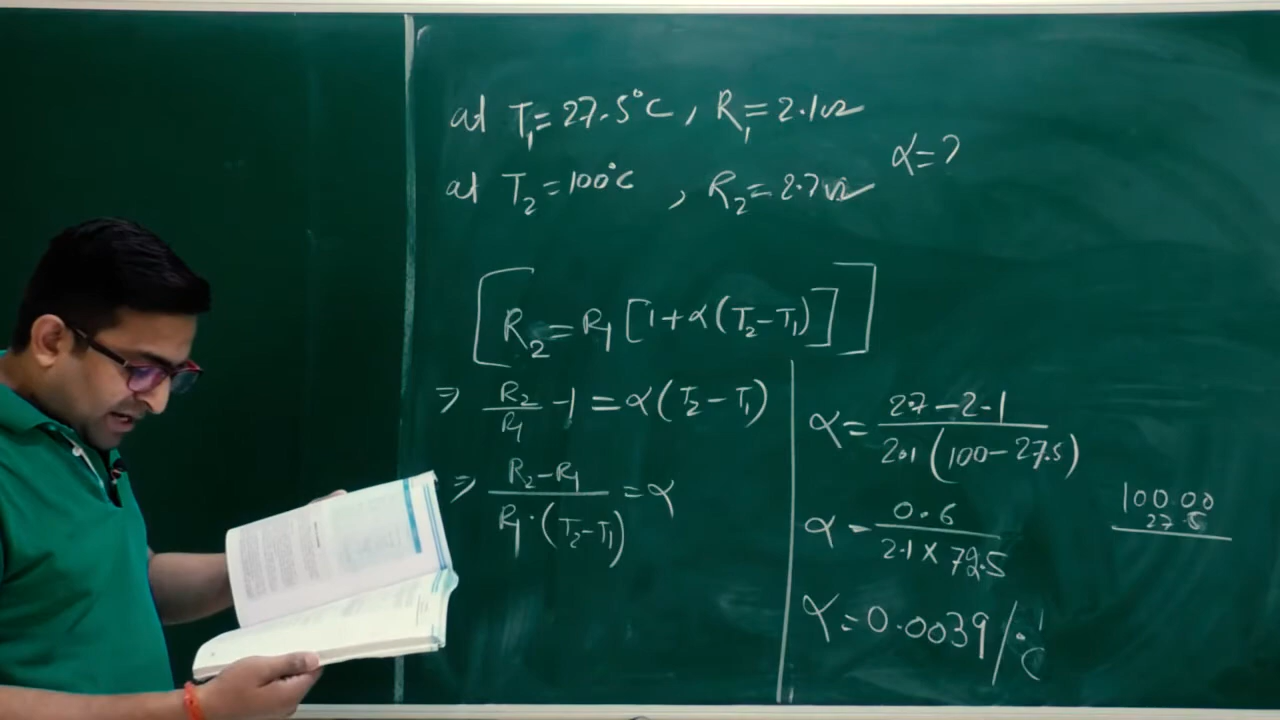 at T₁=27.5°C, R₁=2.1Ω
at T₂=100°C, R₂=2.7Ω
α=?
[R₂=R₁[1+α(T₂-T₁)]]
⇒ R₂/R₁ -1=α(T₂-T₁)
⇒ R₂-R₁/R₁·(T₂-T₁) =α
α= 2.7-2.1/2.1(100-27.5)
α= 0.6/2.1×72.5
α=0.0039/°C
100.00
27.5